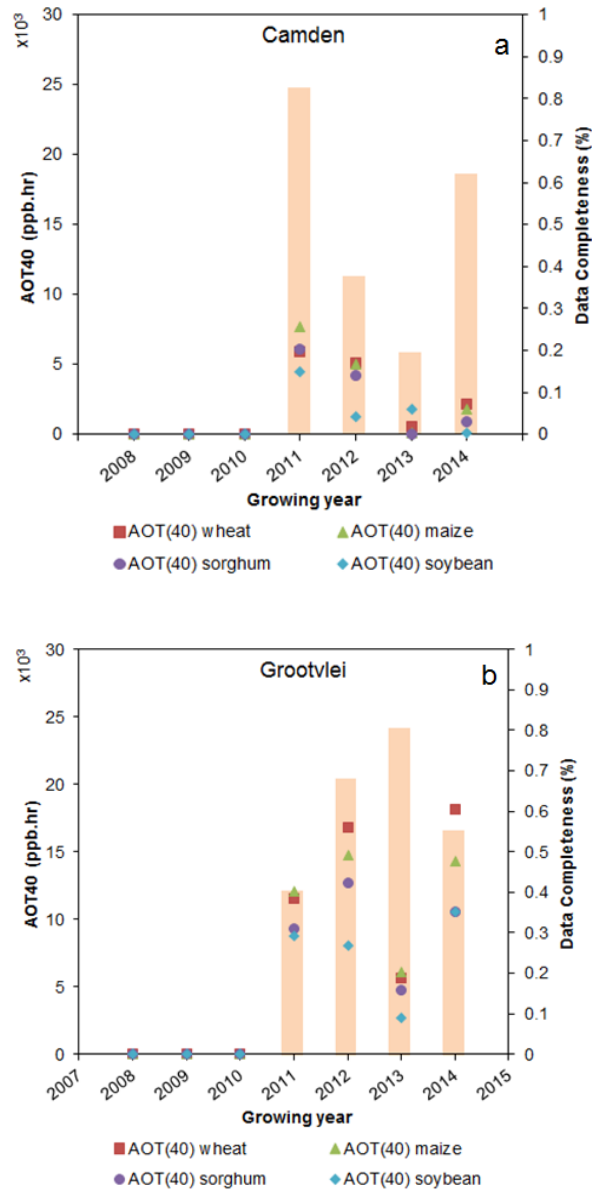 x10³
Camden
a
30
25
20
15
10
5
0
AOT40 (ppb.hr)
1
0.9
0.8
0.7
0.6
0.5
0.4
0.3
0.2
0.1
0
Data Completeness (%)
2008
2009
2010
2011
2012
2013
2014
Growing year
AOT(40) wheat
AOT(40) maize
AOT(40) sorghum
AOT(40) soybean
x10³
Grootvlei
b
30
25
20
15
10
5
0
AOT40 (ppb.hr)
1
0.9
0.8
0.7
0.6
0.5
0.4
0.3
0.2
0.1
0
Data Completeness (%)
2007
2008
2009
2010
2011
2012
2013
2014
2015
Growing year
AOT(40) wheat
AOT(40) maize
AOT(40) sorghum
AOT(40) soybean